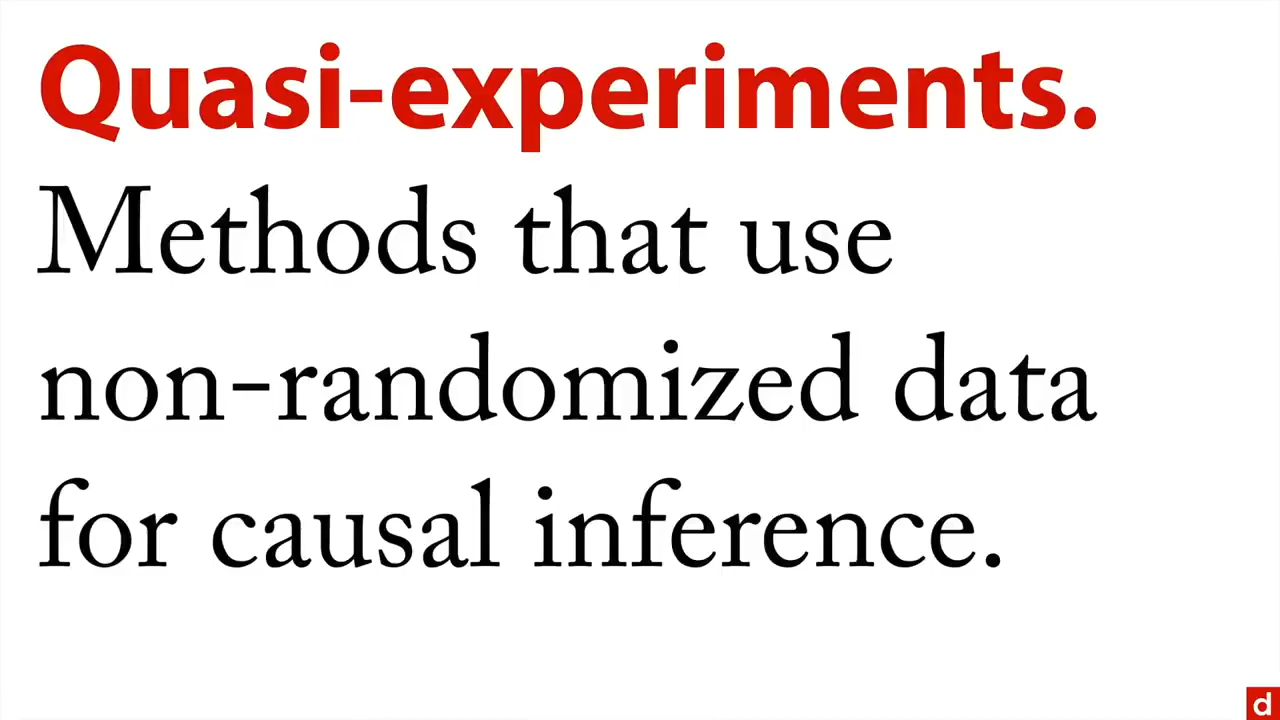 Quasi-experiments.
Methods that use
non-randomized data
for causal inference.
d